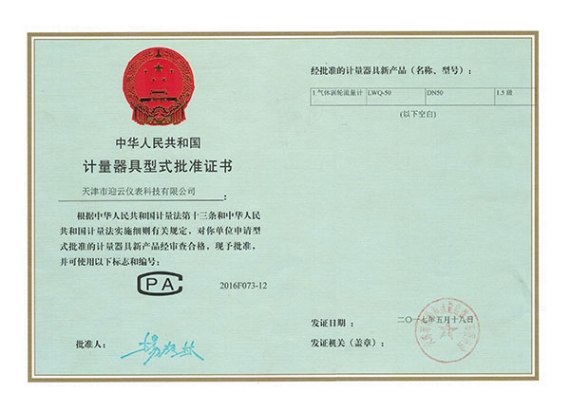 中华人民共和国
计量器具型式批准证书
天津市迎云仪表科技有限公司：
根据中华人民共和国计量法第十三条和中华人民
共和国计量法实施细则有关规定，对你单位申请型
式批准的计量器具新产品经审查合格，现予批准，
并可使用以下标志和编号：
CPA 2016F073-12
批准人：
经批准的计量器具新产品（名称、型号）：
1.气体涡轮流量计 LWQ-50 DN50 1.5 级
(以下空白)
发证日期： 二〇一七年五月十八日
发证机关（盖章）：